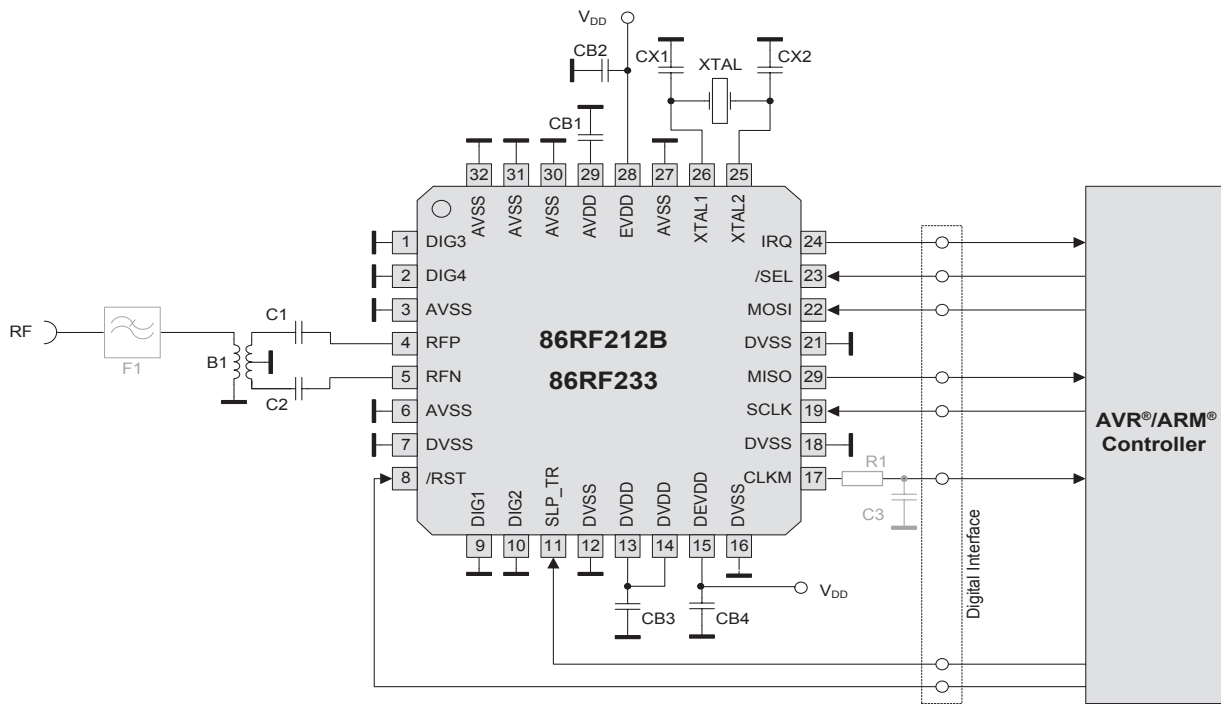 V_DD
CB2
CX1
XTAL
CX2
CB1
32
31
30
29
28
27
26
25
AVSS
AVSS
AVSS
AVDD
EVDD
AVSS
XTAL1
XTAL2
1 DIG3
2 DIG4
3 AVSS
4 RFP
5 RFN
6 AVSS
7 DVSS
8 /RST
IRQ 24
/SEL 23
MOSI 22
DVSS 21
MISO 29
SCLK 19
DVSS 18
CLKM 17
86RF212B
86RF233
RF
F1
B1
C1
C2
R1
C3
AVR®/ARM®
Controller
DIG1
DIG2
SLP_TR
DVSS
DVDD
DVDD
DEVDD
DVSS
9
10
11
12
13
14
15
16
CB3
CB4
V_DD
Digital Interface